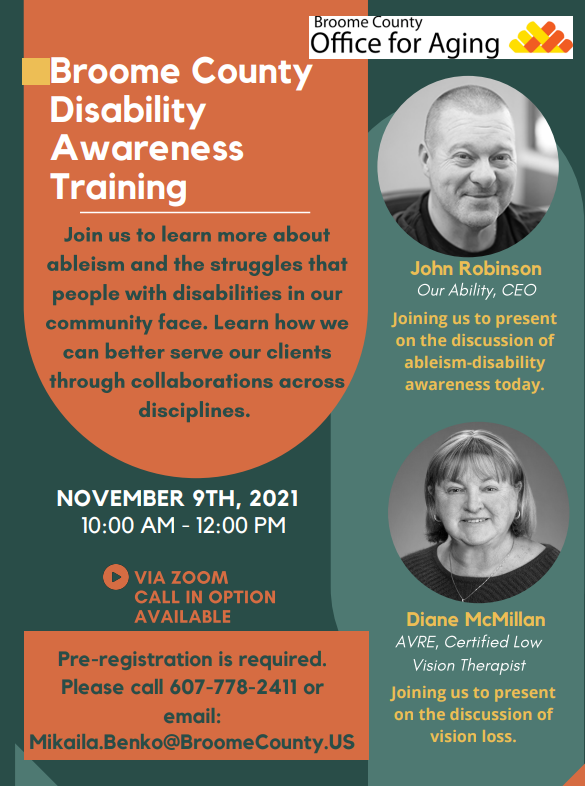 Broome County
Office for Aging
Broome County
Disability
Awareness
Training
Join us to learn more about
ableism and the struggles that
people with disabilities in our
community face. Learn how we
can better serve our clients
through collaborations across
disciplines.
NOVEMBER 9TH, 2021
10:00 AM - 12:00 PM
VIA ZOOM
CALL IN OPTION
AVAILABLE
Pre-registration is required.
Please call 607-778-2411 or
email:
Mikaila.Benko@BroomeCounty.US
John Robinson
Our Ability, CEO
Joining us to present
on the discussion of
ableism-disability
awareness today.
Diane McMillan
AVRE, Certified Low
Vision Therapist
Joining us to present
on the discussion of
vision loss.